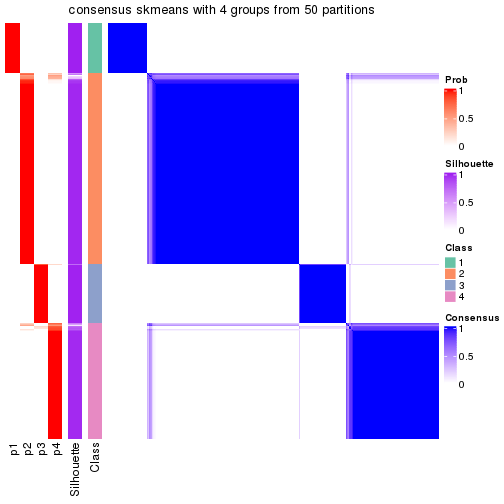 consensus skmeans with 4 groups from 50 partitions
Prob
1
0.5
0
Silhouette
1
0.5
0
Class
1
2
3
4
Consensus
1
0.5
0
p1
p2
p3
p4
Silhouette
Class